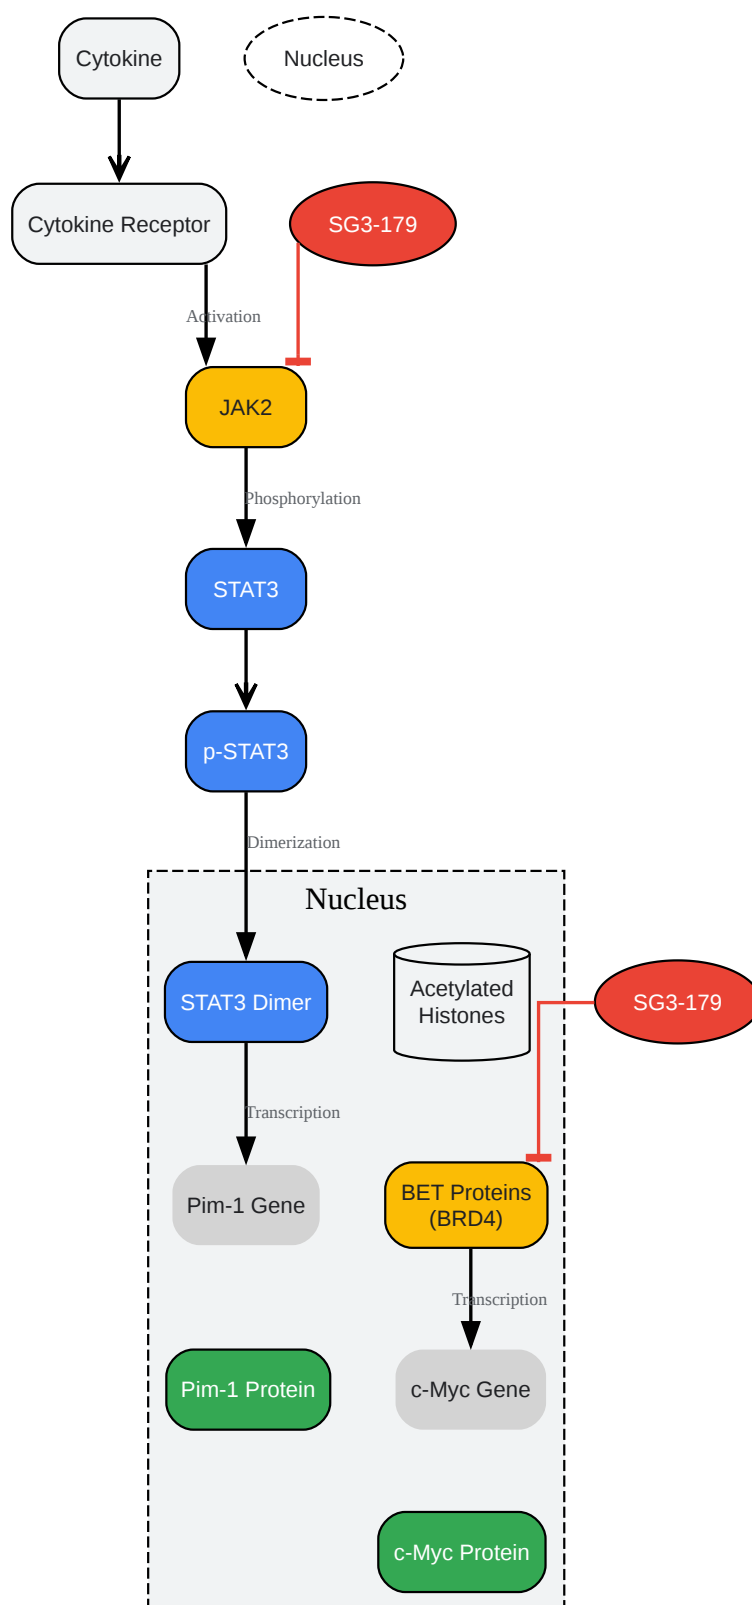 Cytokine
Nucleus
Cytokine Receptor
SG3-179
Activation
JAK2
Phosphorylation
STAT3
p-STAT3
Dimerization
Nucleus
STAT3 Dimer
Acetylated
Histones
SG3-179
Transcription
Pim-1 Gene
BET Proteins
(BRD4)
Transcription
Pim-1 Protein
c-Myc Gene
c-Myc Protein